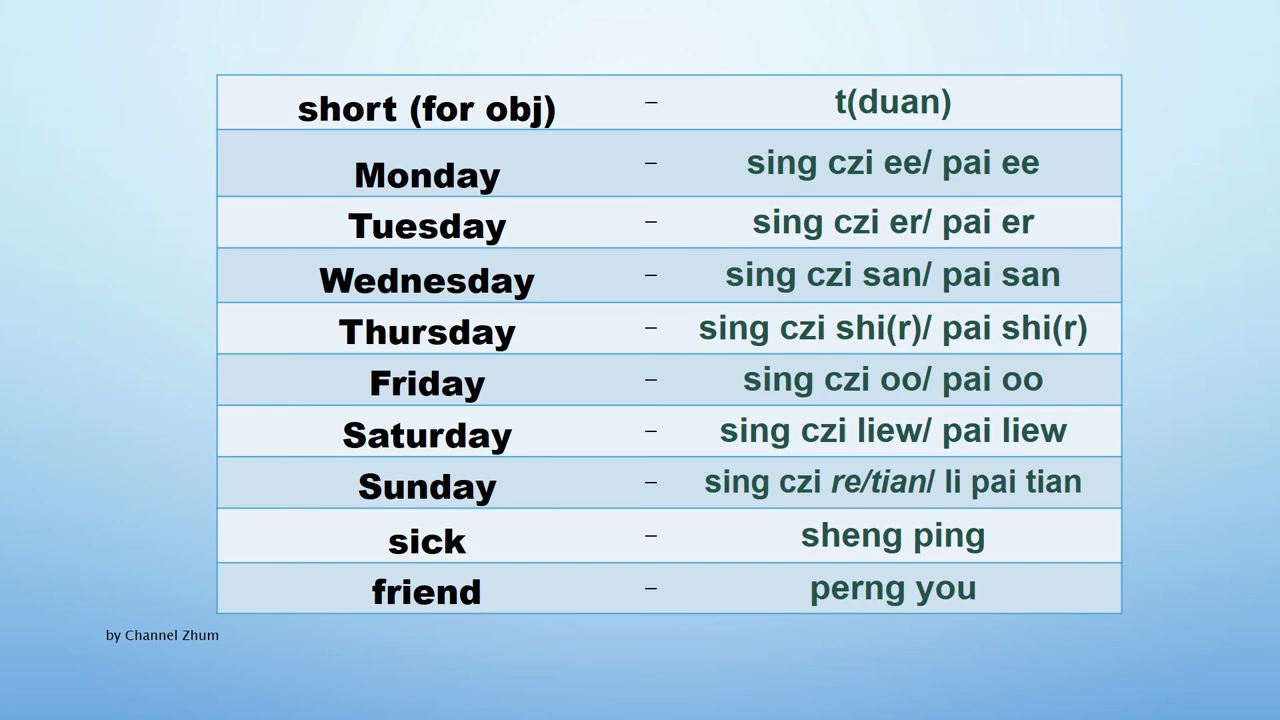 short (for obj) – t(duan)
Monday – sing czi ee/ pai ee
Tuesday – sing czi er/ pai er
Wednesday – sing czi san/ pai san
Thursday – sing czi shi(r)/ pai shi(r)
Friday – sing czi oo/ pai oo
Saturday – sing czi liew/ pai liew
Sunday – sing czi re/tian/ li pai tian
sick – sheng ping
friend – perng you
by Channel Zhum